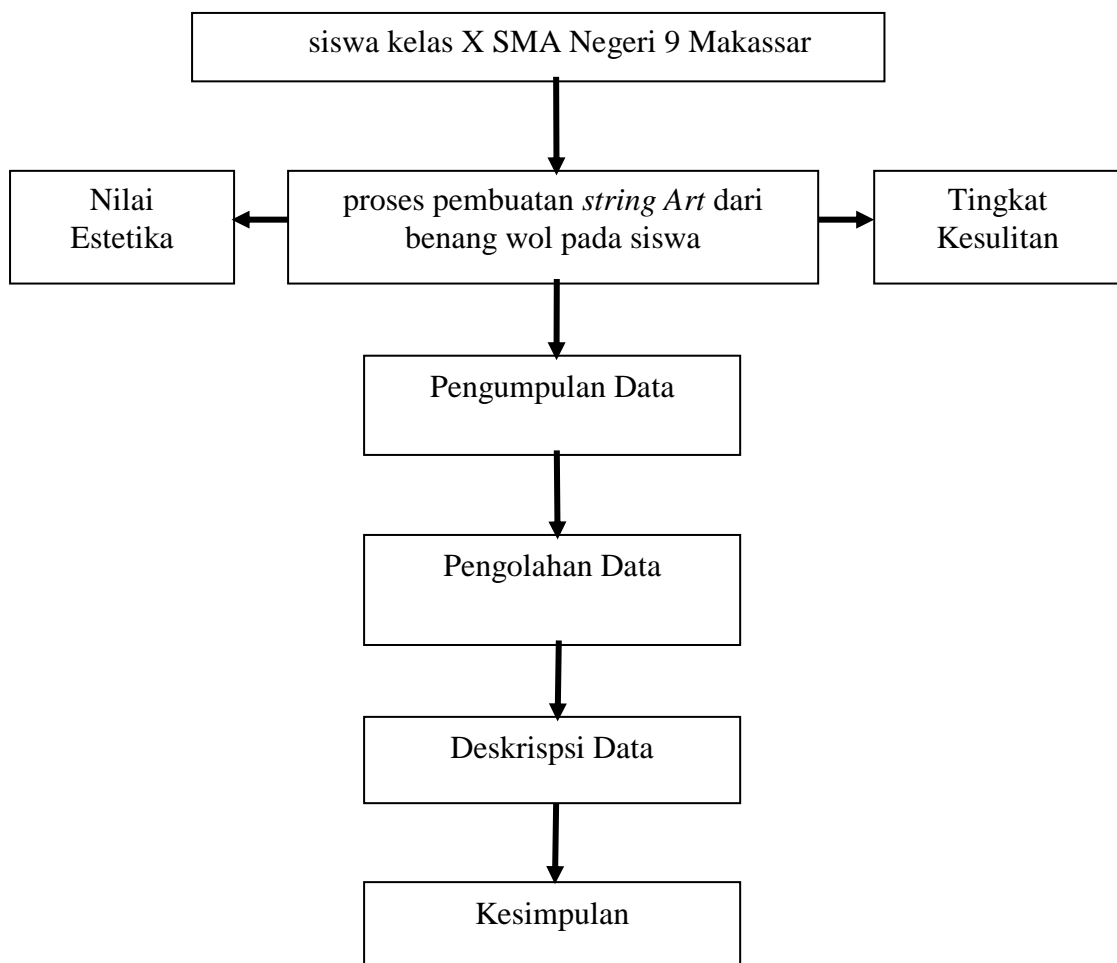 siswa kelas X SMA Negeri 9 Makassar
Nilai
Estetika
proses pembuatan string Art dari
benang wol pada siswa
Tingkat
Kesulitan
Pengumpulan Data
Pengolahan Data
Deskrispsi Data
Kesimpulan